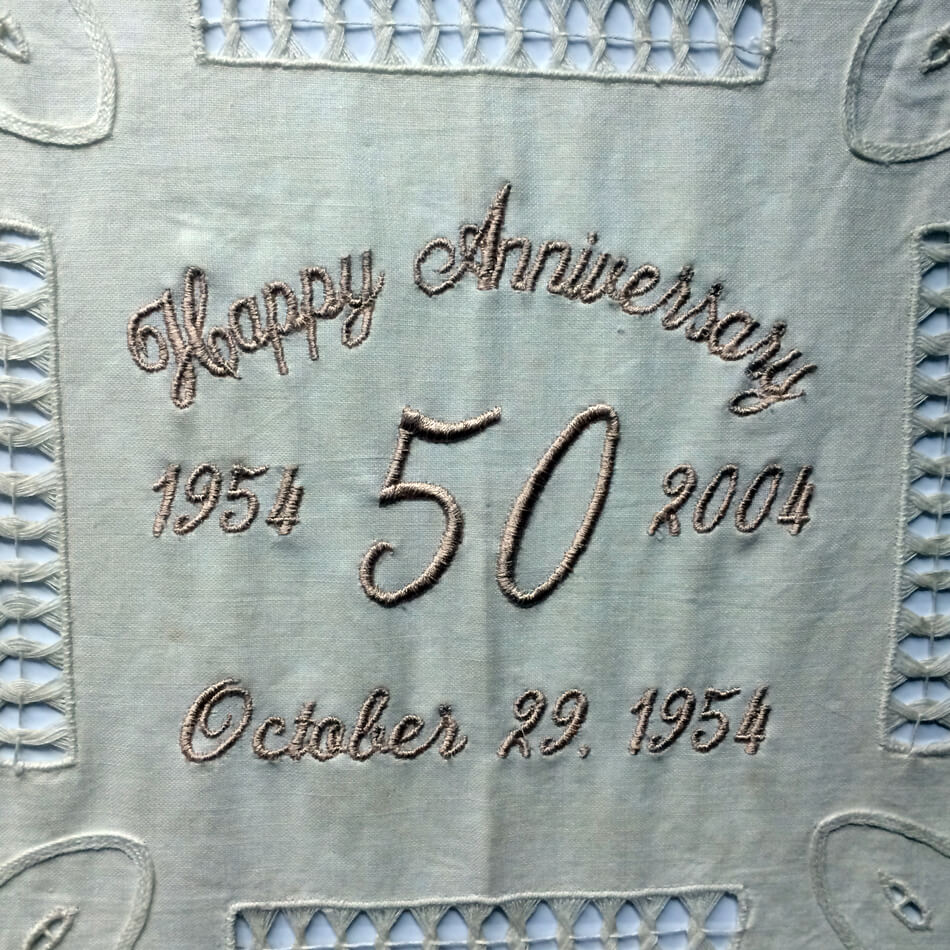 Happy Anniversary
1954 50 2004
October 29, 1954